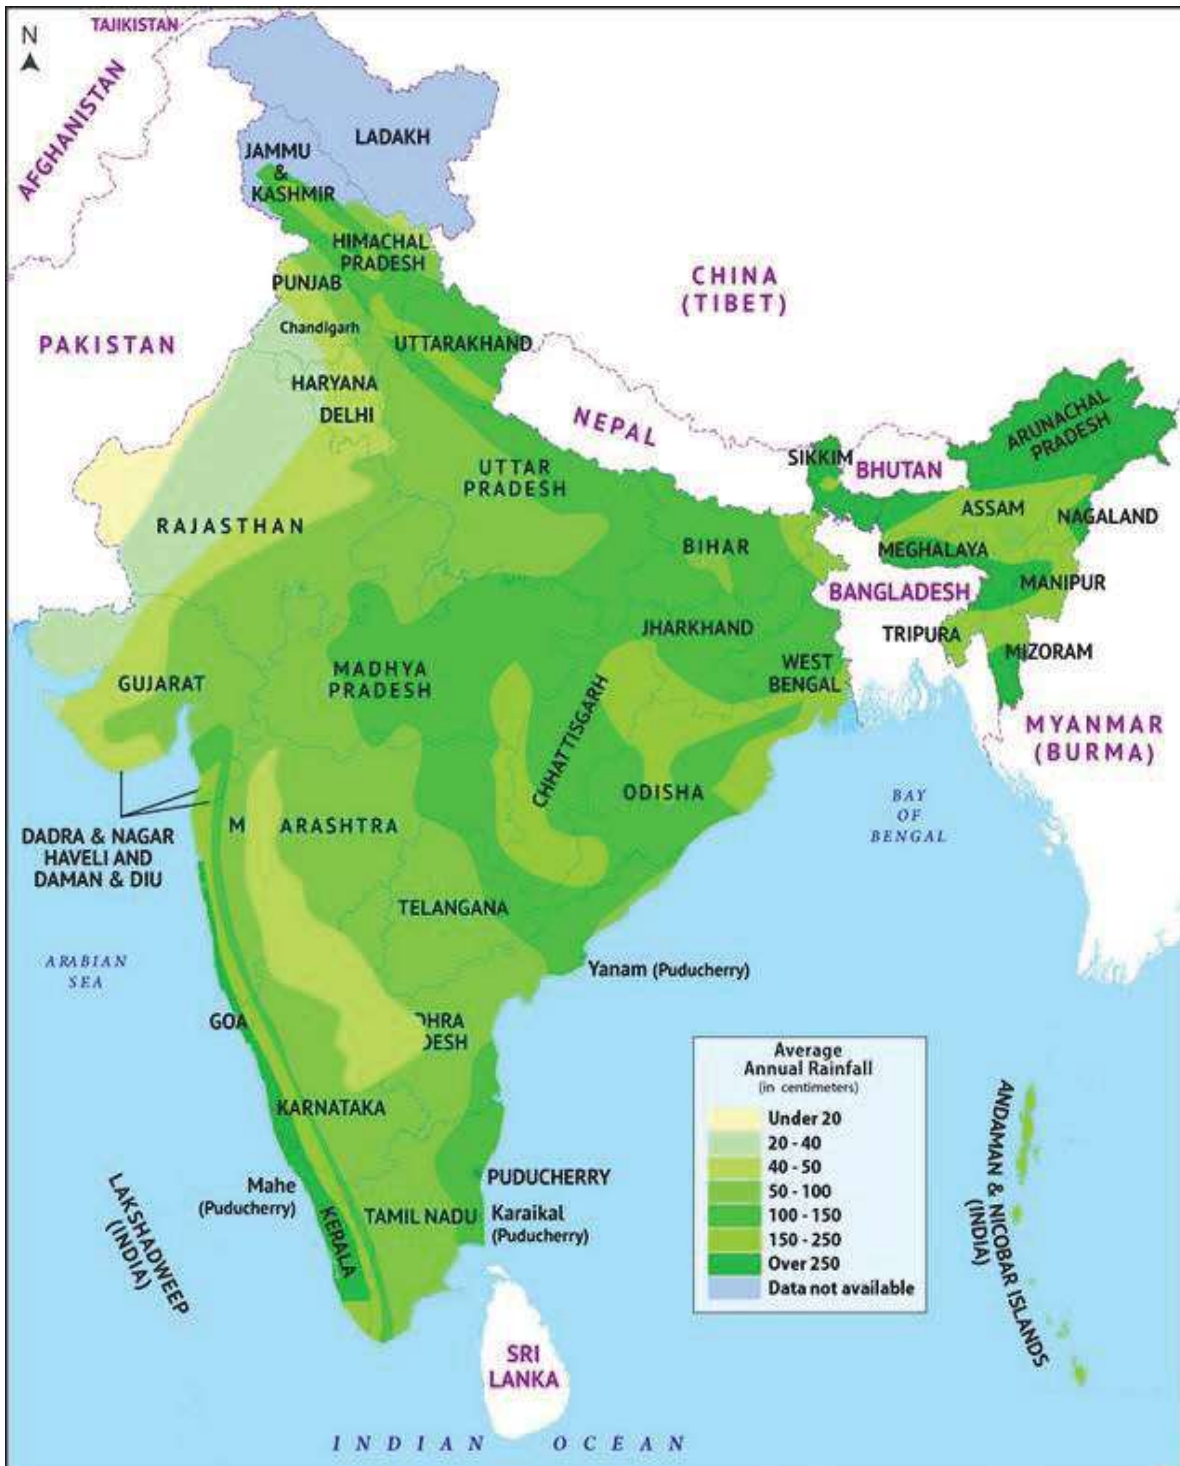 N
TAJIKISTAN
AFGHANISTAN
LADAKH
JAMMU
&
KASHMIR
HIMACHAL
PRADESH
PUNJAB
Chandigarh
PAKISTAN
UTTARAKHAND
HARYANA
DELHI
CHINA
(TIBET)
NEPAL
SIKKIM
BHUTAN
ARUNACHAL
PRADESH
UTTAR
PRADESH
RAJASTHAN
ASSAM
NAGALAND
BIHAR
MEGHALAYA
BANGLADESH
MANIPUR
JHARKHAND
TRIPURA
MIZORAM
GUJARAT
MADHYA
PRADESH
WEST
BENGAL
CHHATTISGARH
MYANMAR
(BURMA)
ODISHA
BAY
OF
BENGAL
M ARASHTRA
DADRA & NAGAR
HAVELI AND
DAMAN & DIU
TELANGANA
ARABIAN
SEA
Yanam (Puducherry)
GOA
DHRA
DESH
KARNATAKA
Average
Annual Rainfall
(in centimeters)
Under 20
20 - 40
40 - 50
50 - 100
100 - 150
150 - 250
Over 250
Data not available
ANDAMAN & NICOBAR ISLANDS
(INDIA)
LAKSHADWEEP
(INDIA)
Mahe
(Puducherry)
KERALA
TAMIL NADU
PUDUCHERRY
Karaikal
(Puducherry)
SRI
LANKA
INDIAN OCEAN